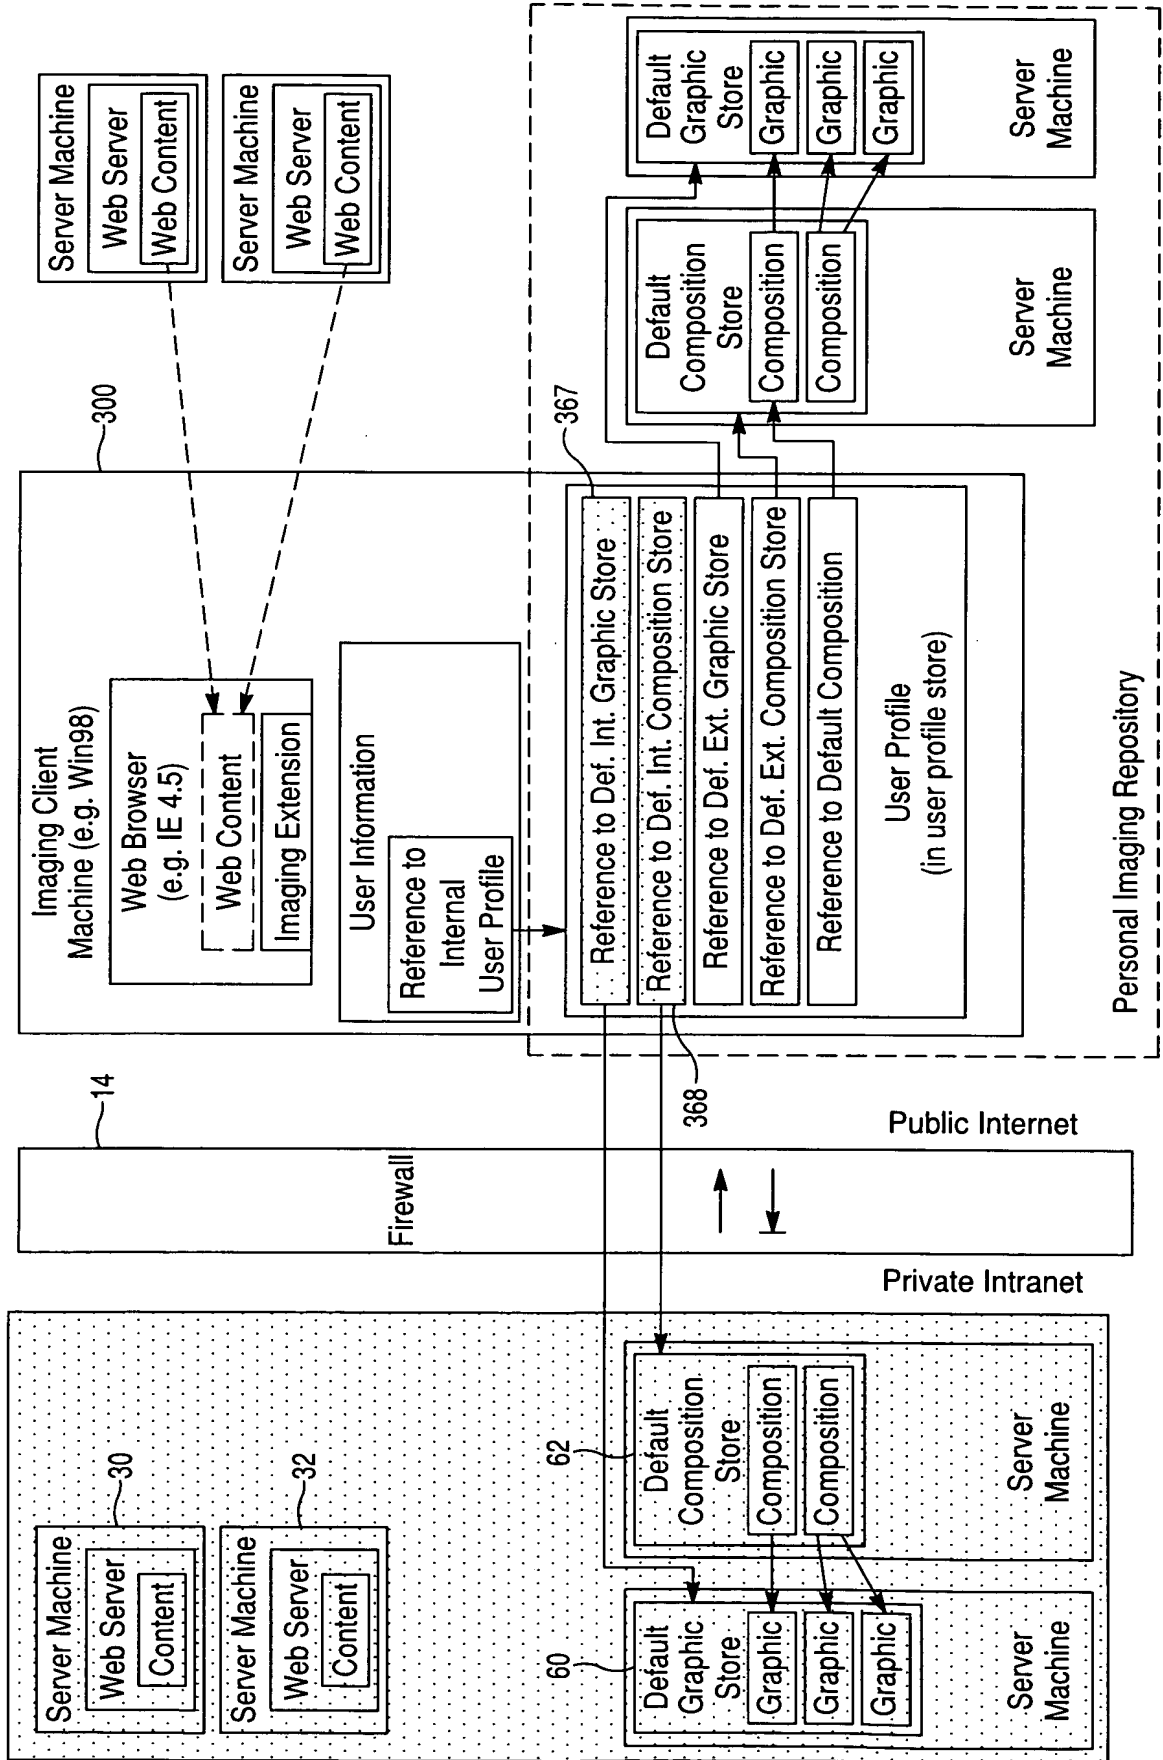 Server Machine
Web Server
Content
30
Server Machine
Web Server
Content
32
60
Default
Graphic
Store
Graphic
Graphic
Graphic
Server
Machine
62
Default
Composition
Store
Composition
Composition
Server
Machine
Private Intranet
14
Firewall
Public Internet
300
Imaging Client
Machine (e.g. Win98)
Web Browser
(e.g. IE 4.5)
Web Content
Imaging Extension
User Information
Reference to
Internal
User Profile
367
Reference to Def. Int. Graphic Store
Reference to Def. Int. Composition Store
368
Reference to Def. Ext. Graphic Store
Reference to Def. Ext. Composition Store
Reference to Default Composition
User Profile
(in user profile store)
Personal Imaging Repository
Server Machine
Web Server
Web Content
Server Machine
Web Server
Web Content
Default
Composition
Store
Composition
Composition
Server
Machine
Default
Graphic
Store
Graphic
Graphic
Graphic
Server
Machine